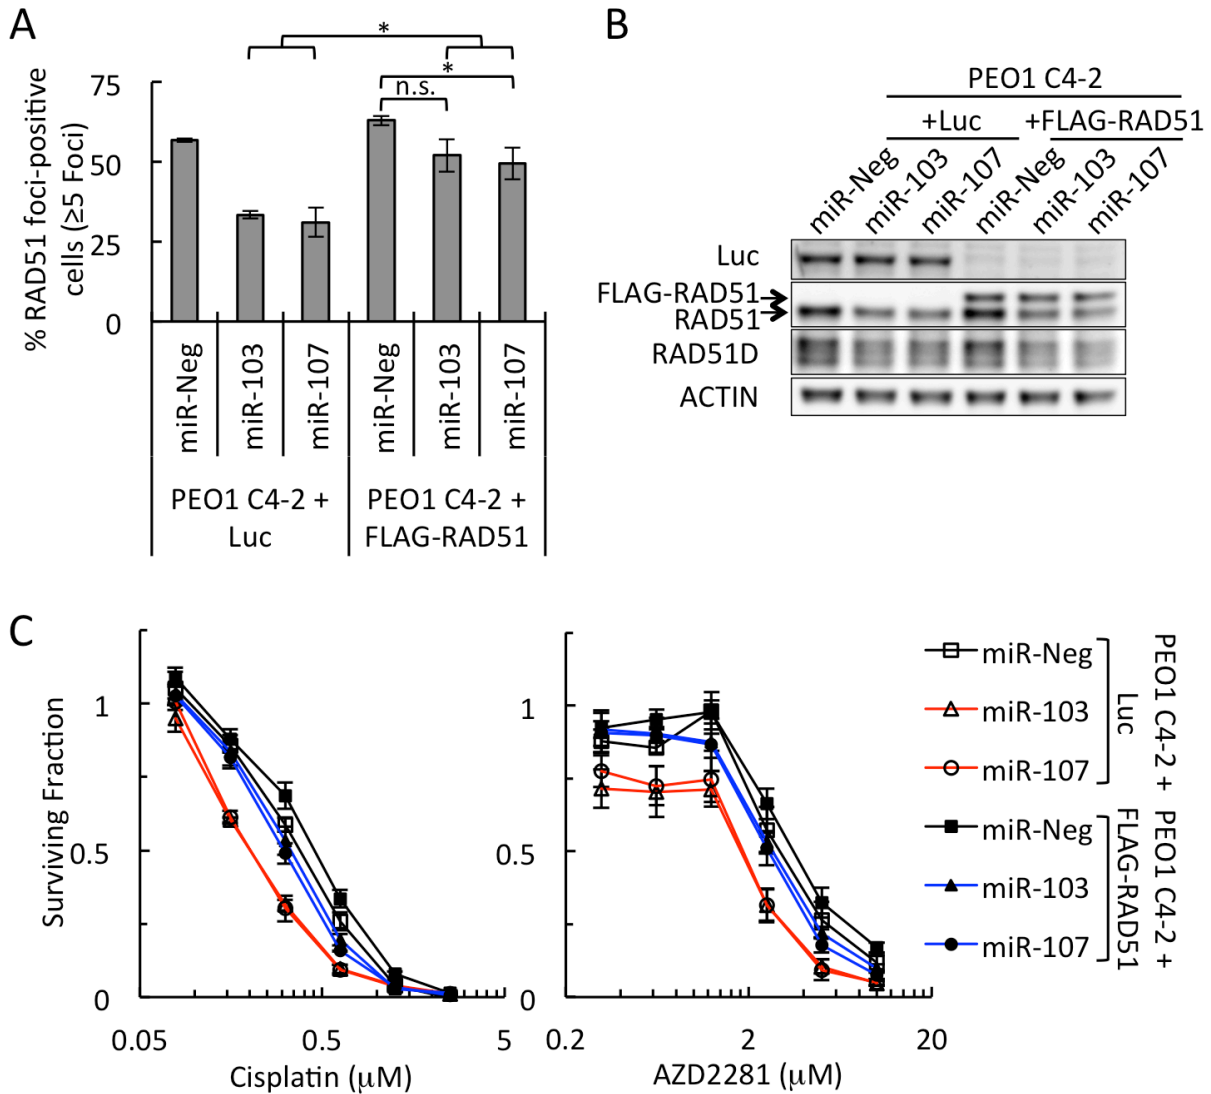 A
% RAD51 foci-positive
cells (≥5 Foci)
75
50
25
0
*
*
n.s.
miR-Neg
miR-103
miR-107
miR-Neg
miR-103
miR-107
PEO1 C4-2 +
Luc
PEO1 C4-2 +
FLAG-RAD51
B
PEO1 C4-2
+Luc
+FLAG-RAD51
miR-Neg
miR-103
miR-107
miR-Neg
miR-103
miR-107
Luc
FLAG-RAD51
RAD51
RAD51D
ACTIN
C
Surviving Fraction
1
0.5
0
0.05
0.5
5
Cisplatin (μM)
1
0.5
0
0.2
2
20
AZD2281 (μM)
miR-Neg
miR-103
miR-107
PEO1 C4-2 +
Luc
miR-Neg
miR-103
miR-107
PEO1 C4-2 +
FLAG-RAD51